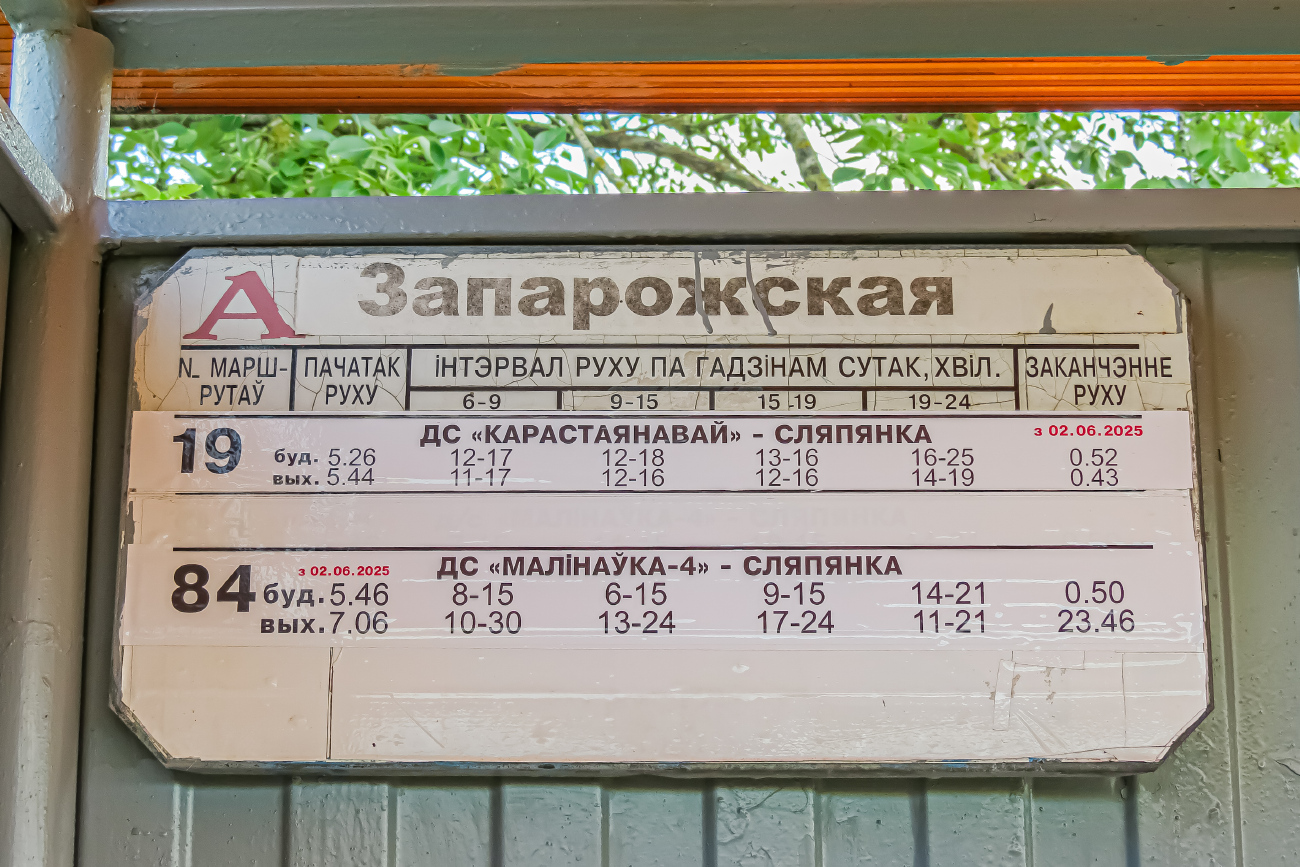 А Запарожская
N_ МАРШ- ПАЧАТАК ІНТЭРВАЛ РУХУ ПА ГАДЗІНАМ СУТАК, ХВІЛ. ЗАКАНЧЭННЕ
РУТАЎ РУХУ 6-9 9-15 15 19 19-24 РУХУ
19 ДС «КАРАСТАЯНАВАЙ» - СЛЯПЯНКА з 02.06.2025
буд. 5.26 12-17 12-18 13-16 16-25 0.52
вых. 5.44 11-17 12-16 12-16 14-19 0.43
84 з 02.06.2025 ДС «МАЛІНАЎКА-4» - СЛЯПЯНКА
буд. 5.46 8-15 6-15 9-15 14-21 0.50
вых. 7.06 10-30 13-24 17-24 11-21 23.46